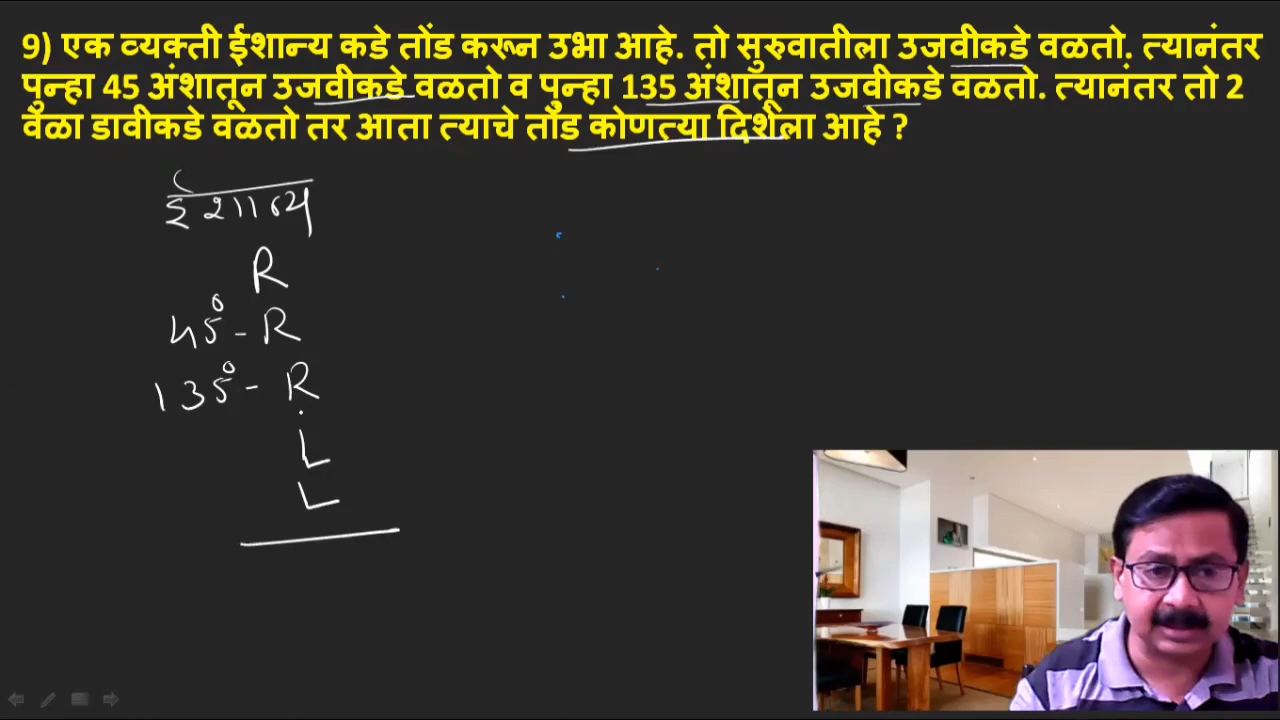 9) एक व्यक्ती ईशान्य कडे तोंड करून उभा आहे. तो सुरुवातीला उजवीकडे वळतो. त्यानंतर
पुन्हा 45 अंशातून उजवीकडे वळतो व पुन्हा 135 अंशातून उजवीकडे वळतो. त्यानंतर तो 2
वेळा डावीकडे वळतो तर आता त्याचे तोंड कोणत्या दिशेला आहे ?
ईशान्य
R
45° - R
135° - R
L
L